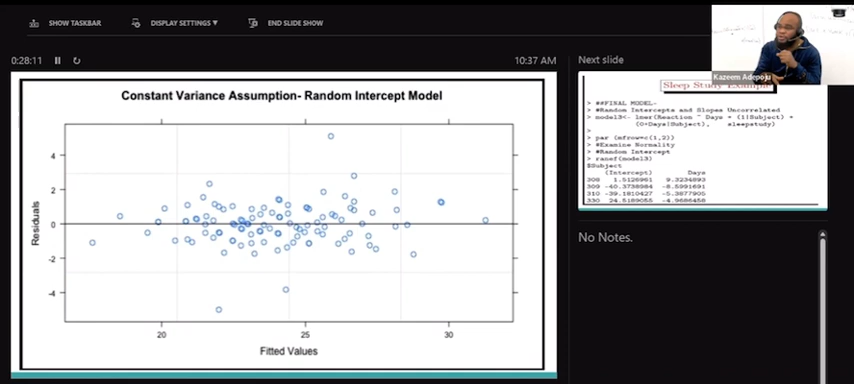 SHOW TASKBAR
DISPLAY SETTINGS ▼
END SLIDE SHOW
0:28:11
10:37 AM
Constant Variance Assumption- Random Intercept Model
Residuals
4
2
0
-2
-4
20
25
30
Fitted Values
Next slide
Kazeem Adepoju
Sleep Study Example
> ##FINAL MODEL-
> #Random Intercepts and Slopes Uncorrelated
> model3<- lmer(Reaction ~ Days + (1|Subject) +
(0+Days|Subject), sleepstudy)
>
> par (mfrow=c(1,2))
> #Examine Normality
> #Random Intercept
> ranef(model3)
$Subject
(Intercept) Days
308 1.5126961 9.3234893
309 -40.3738984 -8.5991691
310 -39.1810427 -5.3877905
330 24.5189055 -4.9686458
No Notes.